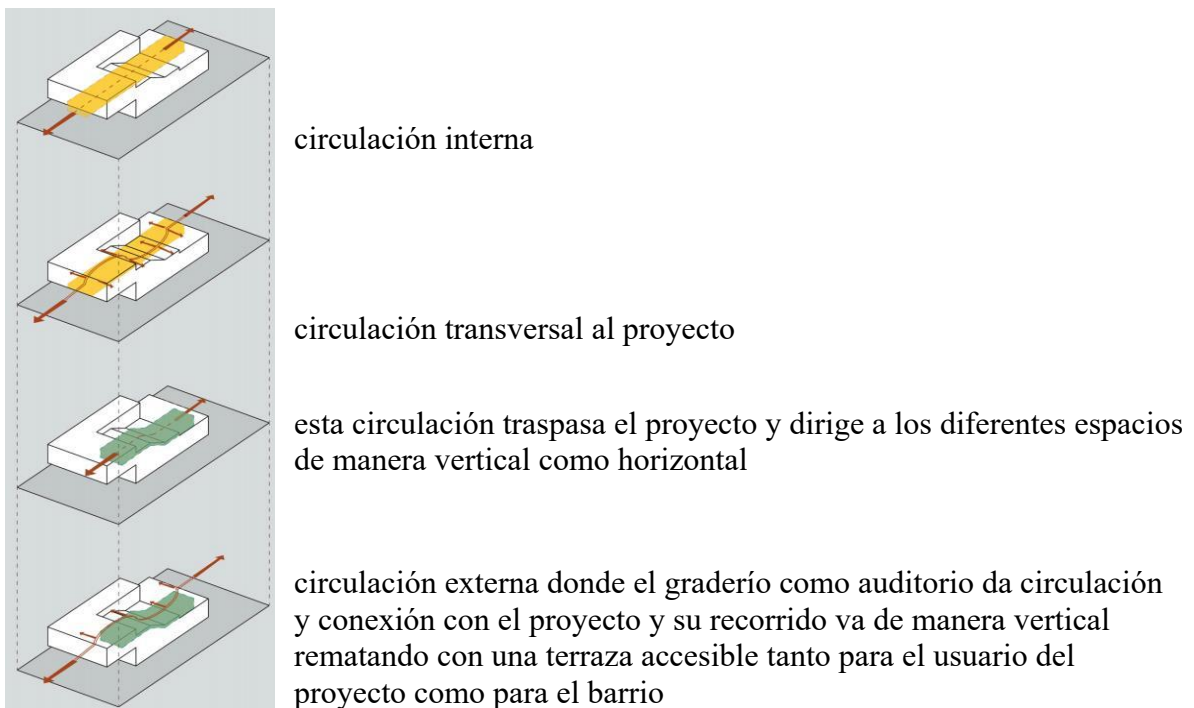 circulación interna
circulación transversal al proyecto
esta circulación traspasa el proyecto y dirige a los diferentes espacios
de manera vertical como horizontal
circulación externa donde el graderío como auditorio da circulación
y conexión con el proyecto y su recorrido va de manera vertical
rematando con una terraza accesible tanto para el usuario del
proyecto como para el barrio